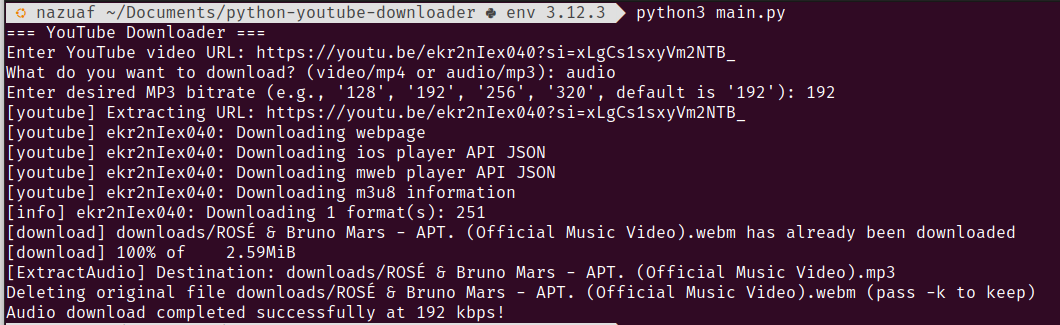 nazuaf ~/Documents/python-youtube-downloader env 3.12.3 python3 main.py
=== YouTube Downloader ===
Enter YouTube video URL: https://youtu.be/ekr2nIex040?si=xLgCs1sxyVm2NTB_
What do you want to download? (video/mp4 or audio/mp3): audio
Enter desired MP3 bitrate (e.g., '128', '192', '256', '320', default is '192'): 192
[youtube] Extracting URL: https://youtu.be/ekr2nIex040?si=xLgCs1sxyVm2NTB_
[youtube] ekr2nIex040: Downloading webpage
[youtube] ekr2nIex040: Downloading ios player API JSON
[youtube] ekr2nIex040: Downloading mweb player API JSON
[youtube] ekr2nIex040: Downloading m3u8 information
[info] ekr2nIex040: Downloading 1 format(s): 251
[download] downloads/ROSÉ & Bruno Mars - APT. (Official Music Video).webm has already been downloaded
[download] 100% of    2.59MiB
[ExtractAudio] Destination: downloads/ROSÉ & Bruno Mars - APT. (Official Music Video).mp3
Deleting original file downloads/ROSÉ & Bruno Mars - APT. (Official Music Video).webm (pass -k to keep)
Audio download completed successfully at 192 kbps!